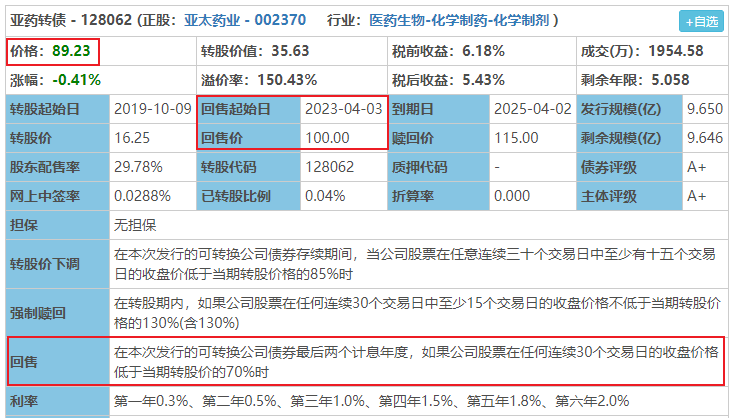 亚药转债 - 128062 (正股：亚太药业 - 002370 行业：医药生物-化学制药-化学制剂 ) +自选
价格：89.23 转股价值：35.63 税前收益：6.18% 成交(万)：1954.58
涨幅：-0.41% 溢价率：150.43% 税后收益：5.43% 剩余年限：5.058
转股起始日 2019-10-09 回售起始日 2023-04-03 到期日 2025-04-02 发行规模(亿) 9.650
转股价 16.25 回售价 100.00 赎回价 115.00 剩余规模(亿) 9.646
股东配售率 29.78% 转股代码 128062 质押代码 - 债券评级 A+
网上中签率 0.0288% 已转股比例 0.04% 折算率 0.000 主体评级 A+
担保 无担保
转股价下调 在本次发行的可转换公司债券存续期间，当公司股票在任意连续三十个交易日中至少有十五个交易
日的收盘价低于当期转股价格的85%时
强制赎回 在转股期内，如果公司股票在任何连续30个交易日中至少15个交易日的收盘价格不低于当期转股价
格的130%(含130%)
回售 在本次发行的可转换公司债券最后两个计息年度，如果公司股票在任何连续30个交易日的收盘价格
低于当期转股价的70%时
利率 第一年0.3%、第二年0.5%、第三年1.0%、第四年1.5%、第五年1.8%、第六年2.0%